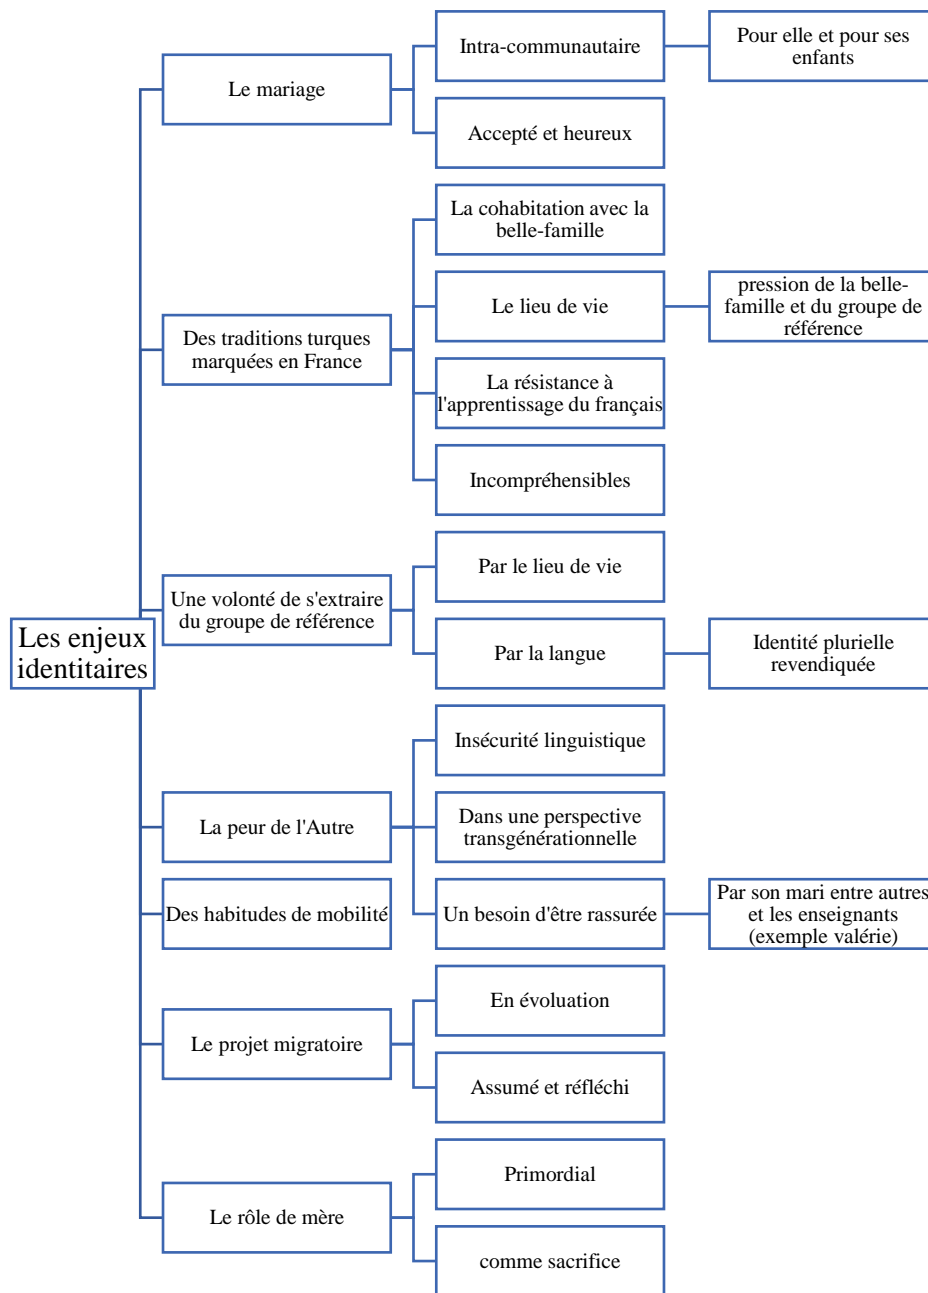 Les enjeux
identitaires
Le mariage
Intra-communautaire
Pour elle et pour ses
enfants
Accepté et heureux
Des traditions turques
marquées en France
La cohabitation avec la
belle-famille
Le lieu de vie
pression de la belle-
famille et du groupe de
référence
La résistance à
l'apprentissage du français
Incompréhensibles
Une volonté de s'extraire
du groupe de référence
Par le lieu de vie
Par la langue
Identité plurielle
revendiquée
La peur de l'Autre
Insécurité linguistique
Dans une perspective
transgénérationnelle
Un besoin d'être rassurée
Par son mari entre autres
et les enseignants
(exemple valérie)
Des habitudes de mobilité
Le projet migratoire
En évoluation
Assumé et réfléchi
Le rôle de mère
Primordial
comme sacrifice